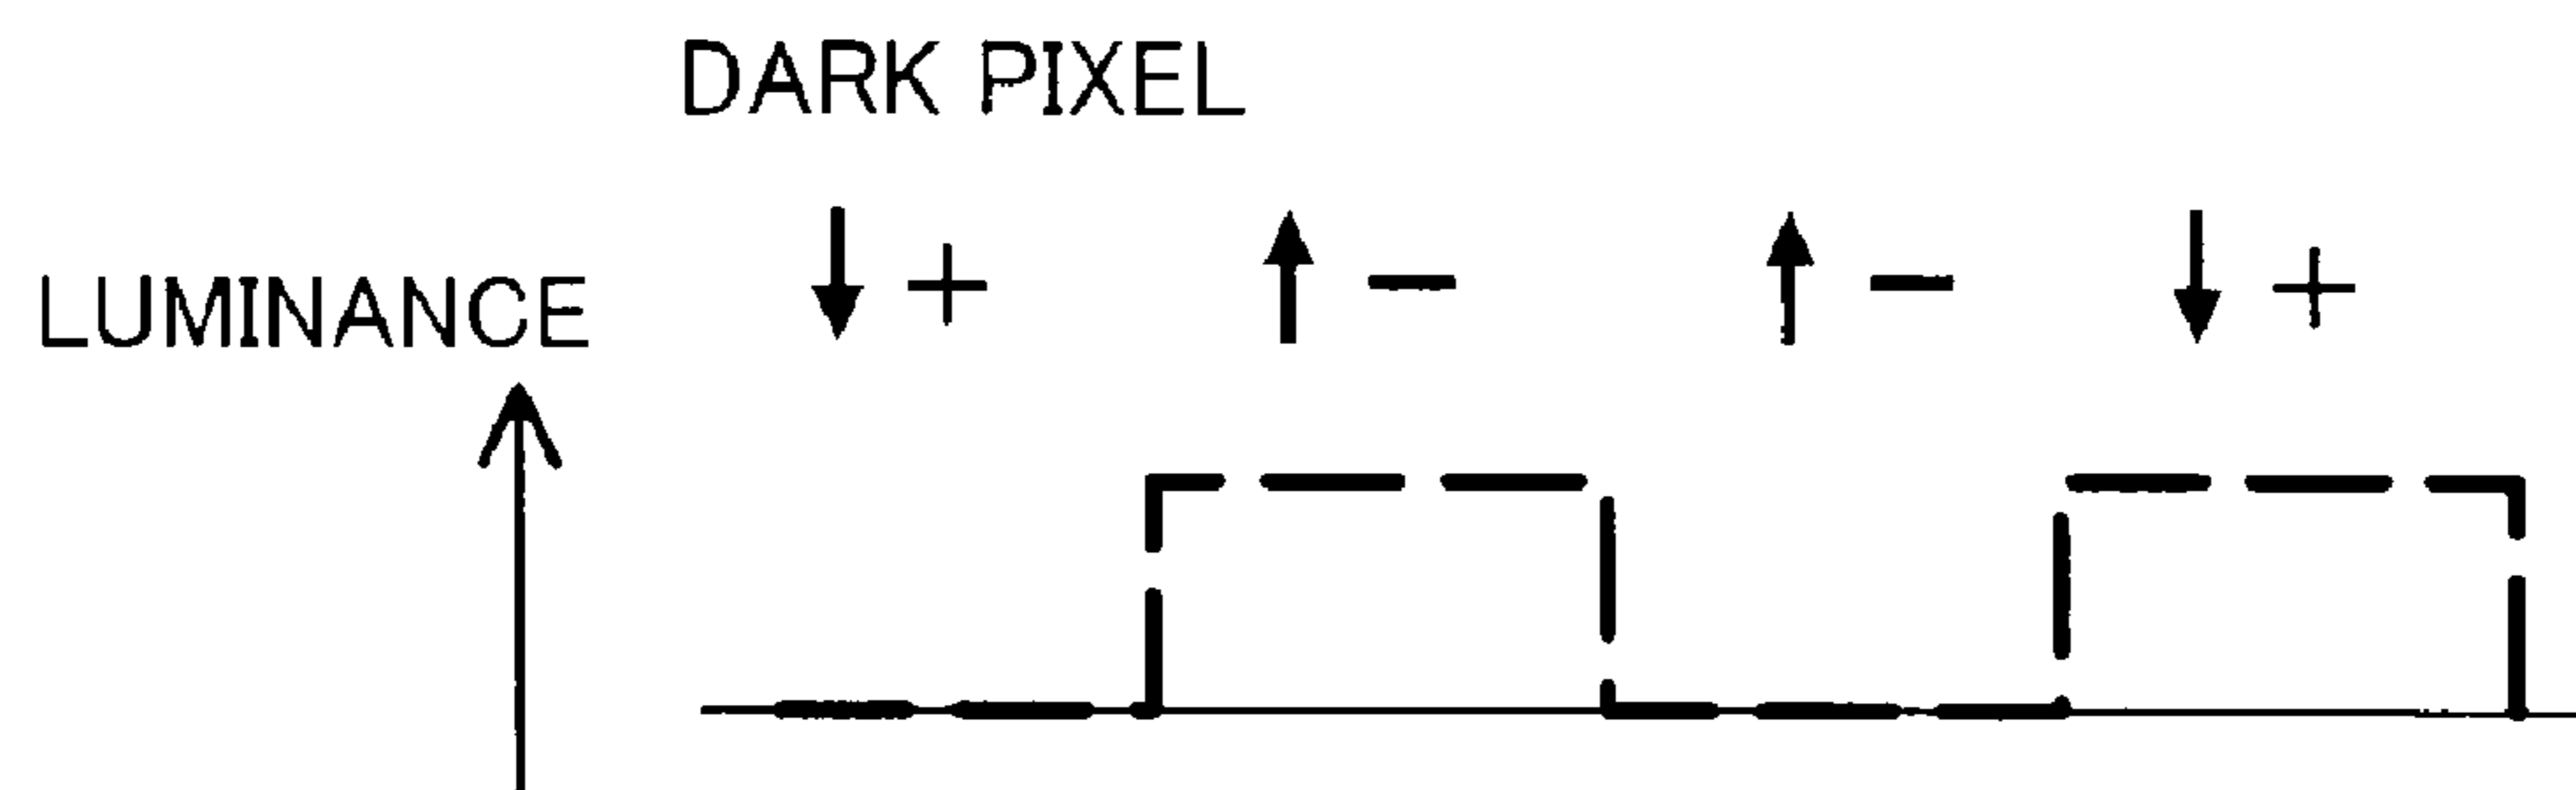 DARK PIXEL
↓ + ↑ − ↑ − ↓ +
LUMINANCE